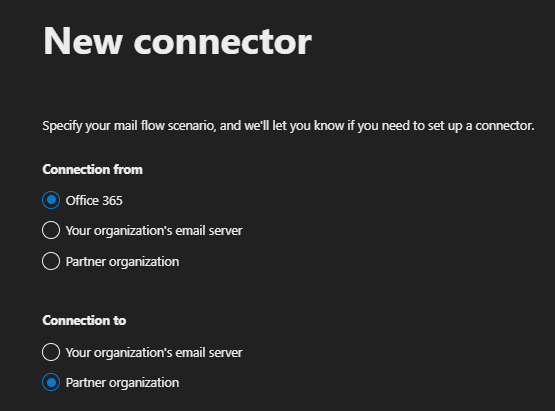 New connector
Specify your mail flow scenario, and we'll let you know if you need to set up a connector.
Connection from
Office 365
Your organization's email server
Partner organization
Connection to
Your organization's email server
Partner organization